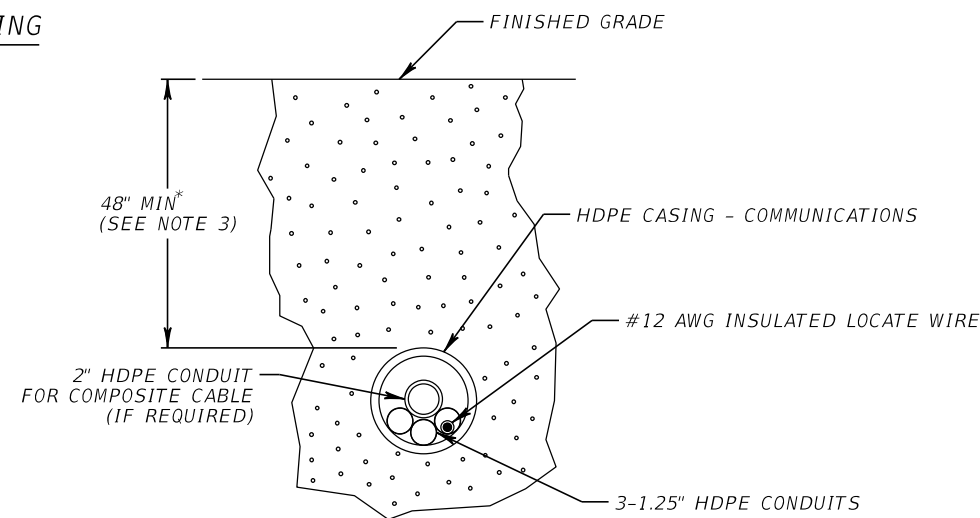 ING
FINISHED GRADE
48" MIN*
(SEE NOTE 3)
HDPE CASING - COMMUNICATIONS
#12 AWG INSULATED LOCATE WIRE
2" HDPE CONDUIT
FOR COMPOSITE CABLE
(IF REQUIRED)
3-1.25" HDPE CONDUITS